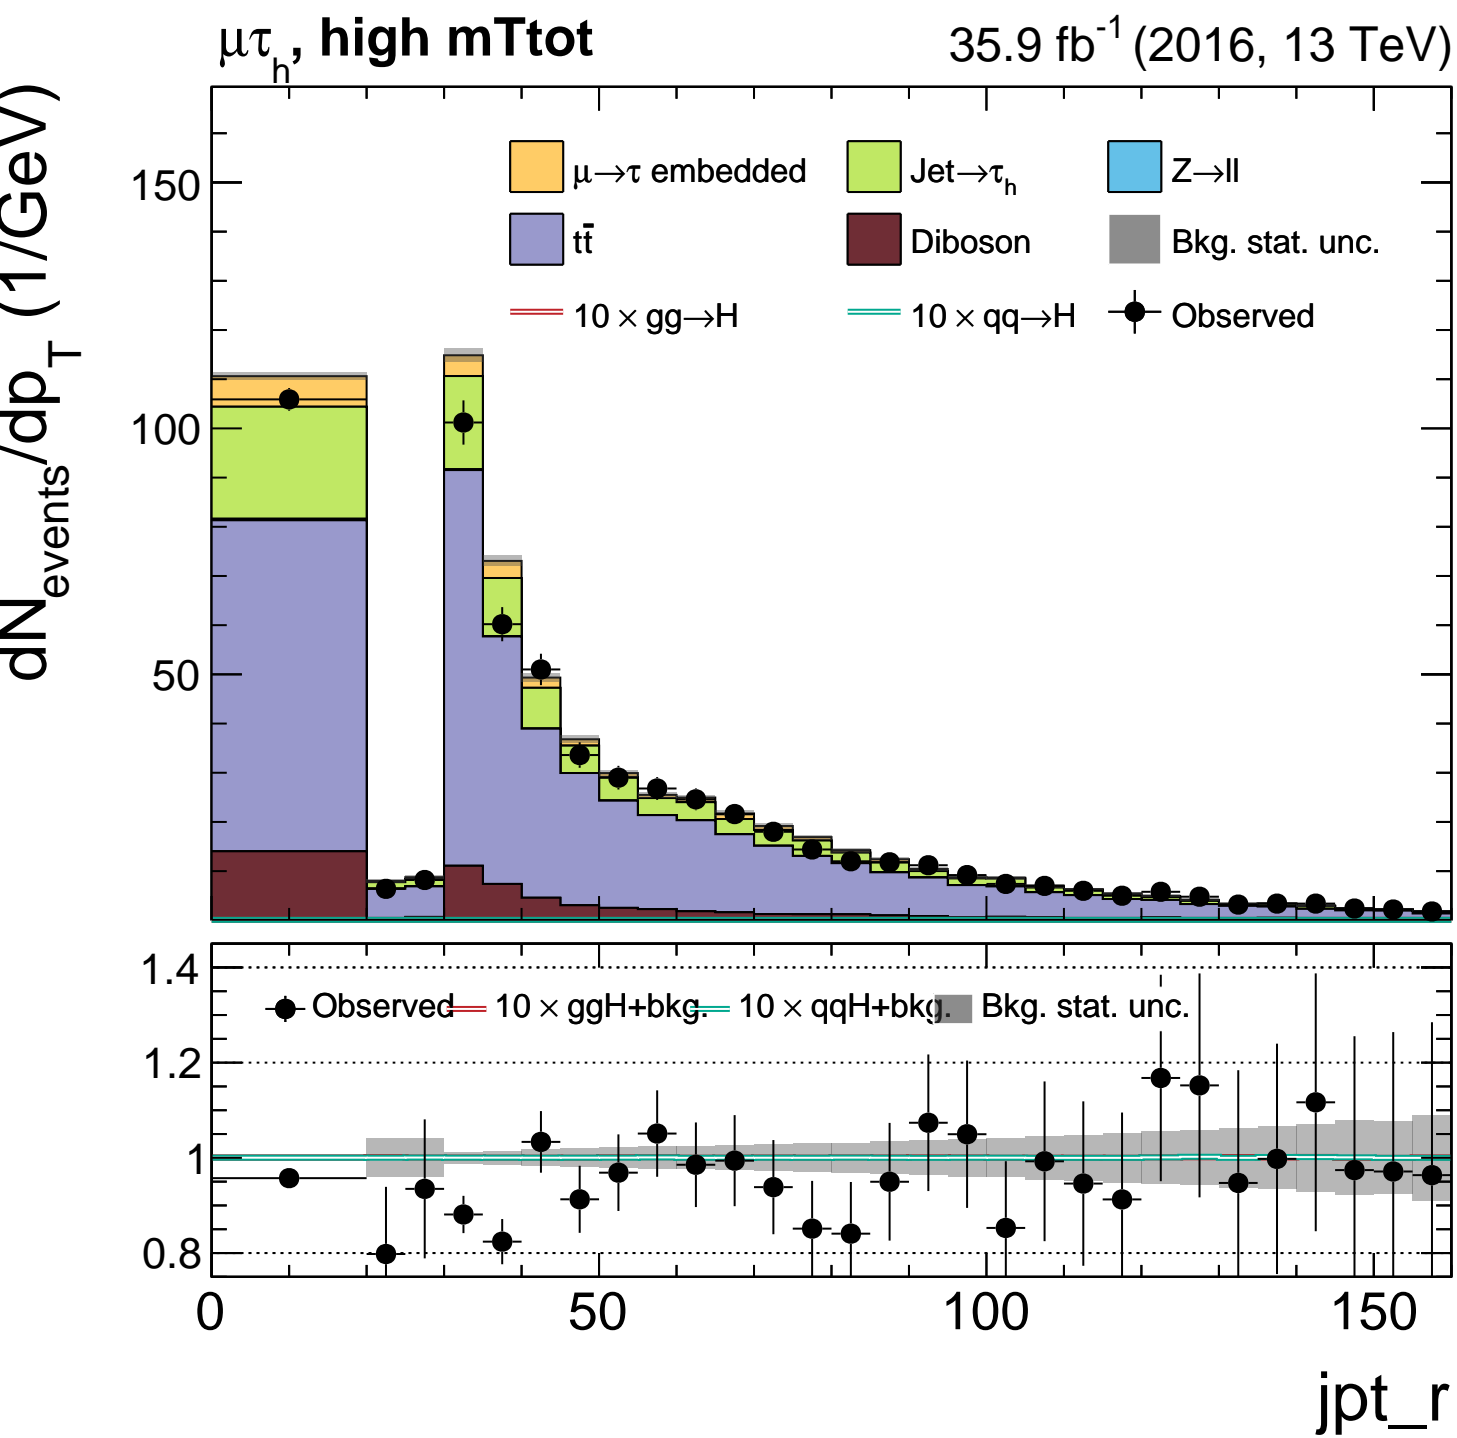 μτh, high mTtot 35.9 fb-1 (2016, 13 TeV)
dNevents/dpT (1/GeV)
150
100
50
μ→τ embedded Jet→τh Z→ll
tt̄ Diboson Bkg. stat. unc.
10 × gg→H 10 × qq→H Observed
1.4
1.2
1
0.8
Observed 10 × ggH+bkg. 10 × qqH+bkg. Bkg. stat. unc.
0 50 100 150
jpt_r